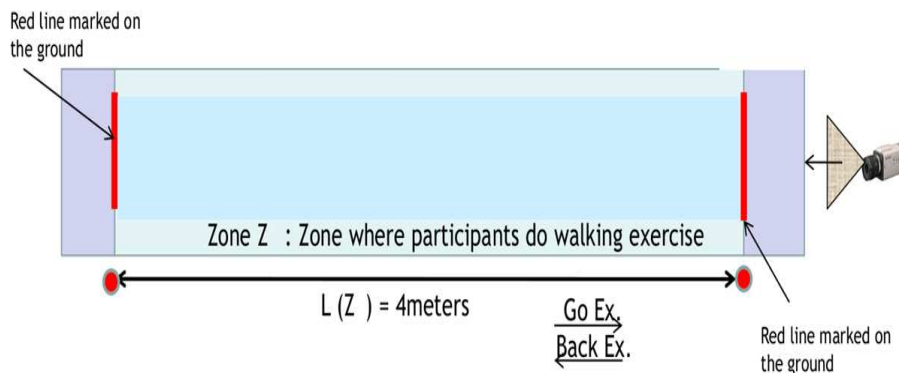 Red line marked on
the ground
Zone Z : Zone where participants do walking exercise
L (Z ) = 4meters
Go Ex.
Back Ex.
Red line marked on
the ground